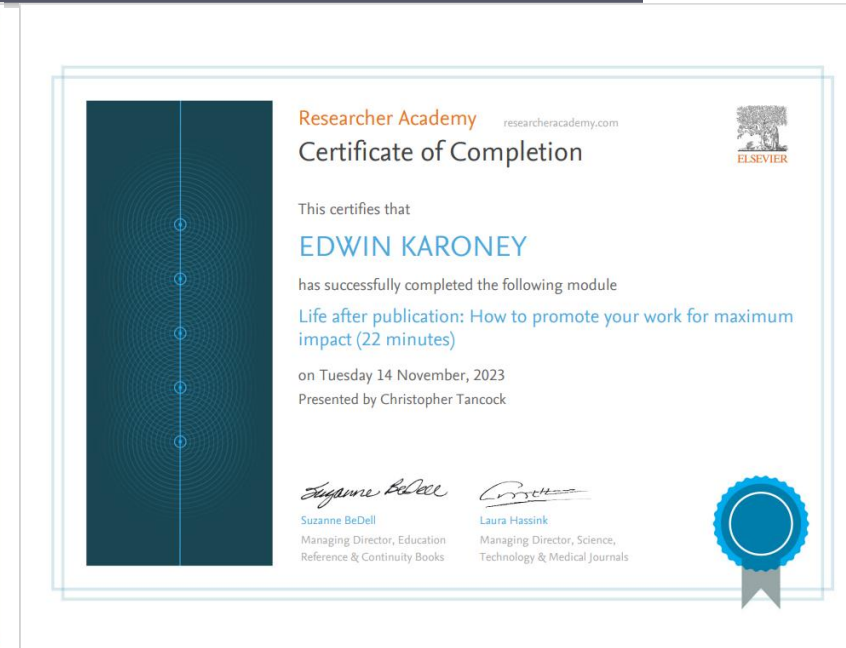 Researcher Academy researcheracademy.com
ELSEVIER
Certificate of Completion
This certifies that
EDWIN KARONEY
has successfully completed the following module
Life after publication: How to promote your work for maximum
impact (22 minutes)
on Tuesday 14 November, 2023
Presented by Christopher Tancock
Suzanne BeDell
Suzanne BeDell
Managing Director, Education
Reference & Continuity Books
Laura Hassink
Managing Director, Science,
Technology & Medical Journals